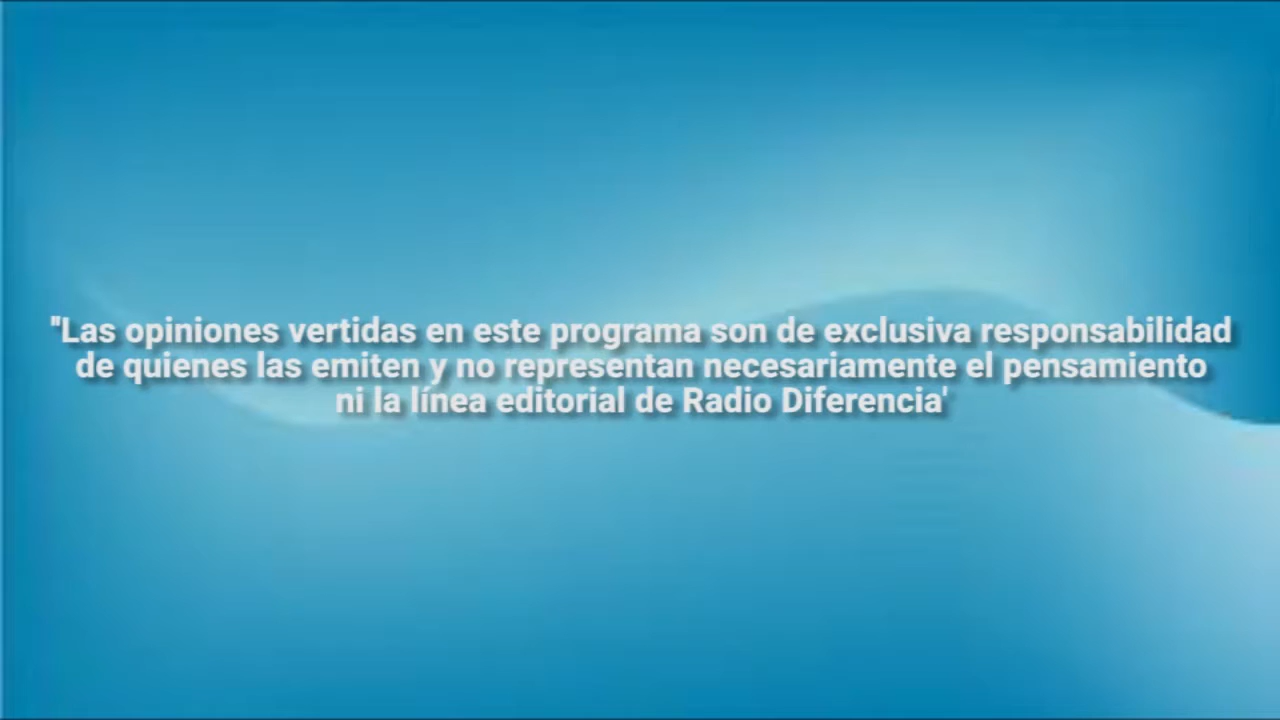 "Las opiniones vertidas en este programa son de exclusiva responsabilidad
de quienes las emiten y no representan necesariamente el pensamiento
ni la línea editorial de Radio Diferencia'